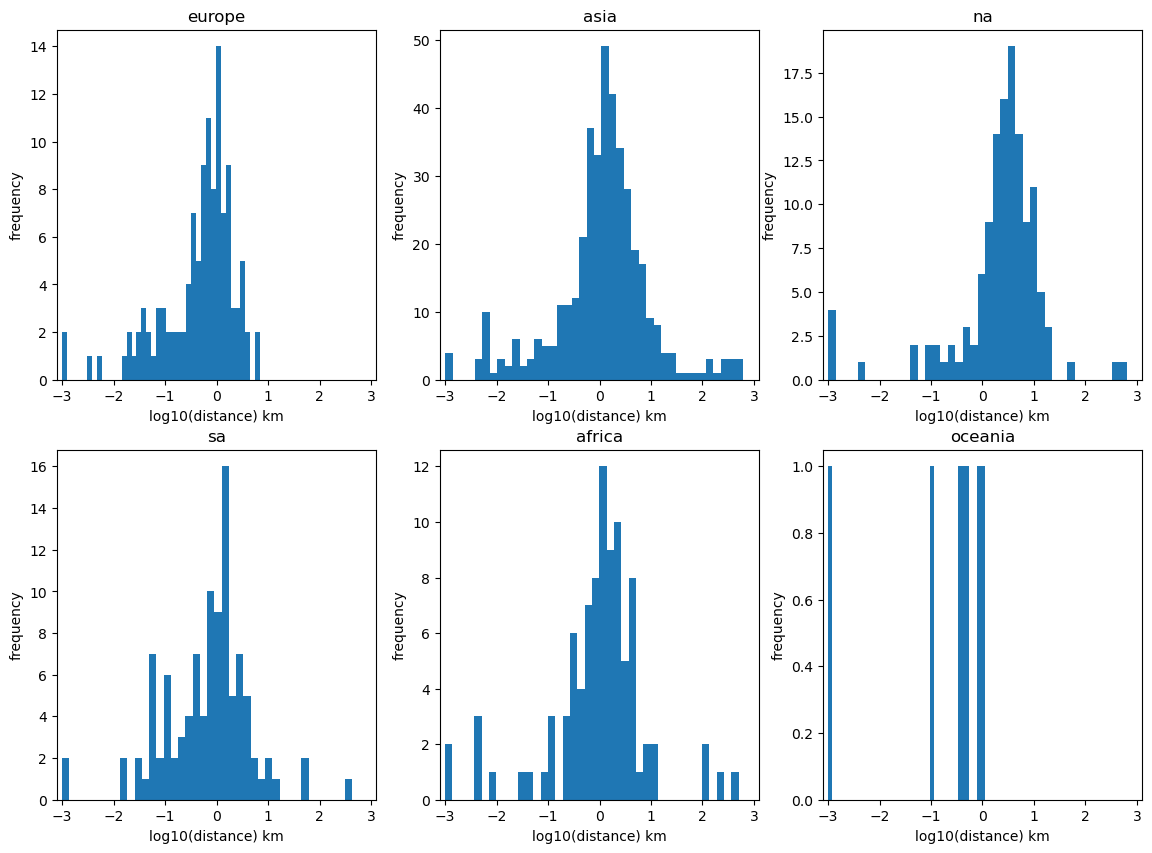 europe
frequency
14
12
10
8
6
4
2
0
−3 −2 −1 0 1 2 3
log10(distance) km
asia
frequency
50
40
30
20
10
0
−3 −2 −1 0 1 2 3
log10(distance) km
na
frequency
17.5
15.0
12.5
10.0
7.5
5.0
2.5
0.0
−3 −2 −1 0 1 2 3
log10(distance) km
sa
frequency
16
14
12
10
8
6
4
2
0
−3 −2 −1 0 1 2 3
log10(distance) km
africa
frequency
12
10
8
6
4
2
0
−3 −2 −1 0 1 2 3
log10(distance) km
oceania
frequency
1.0
0.8
0.6
0.4
0.2
0.0
−3 −2 −1 0 1 2 3
log10(distance) km